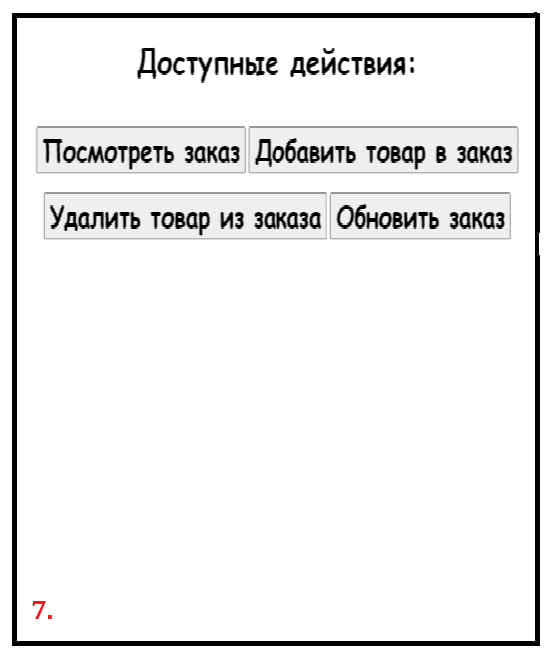 Доступные действия:
Посмотреть заказ Добавить товар в заказ
Удалить товар из заказа Обновить заказ
7.